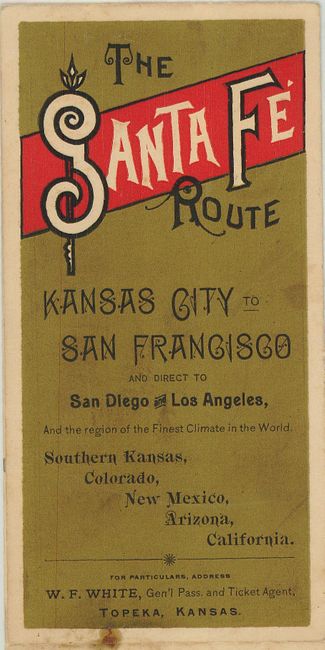 THE
SANTA FÉ
ROUTE
KANSAS CITY TO
SAN FRANCISCO
AND DIRECT TO
San Diego AND Los Angeles,
And the region of the Finest Climate in the World.
Southern Kansas,
Colorado,
New Mexico,
Arizona,
California.
FOR PARTICULARS, ADDRESS
W. F. WHITE, Gen'l Pass. and Ticket Agent,
TOPEKA, KANSAS.